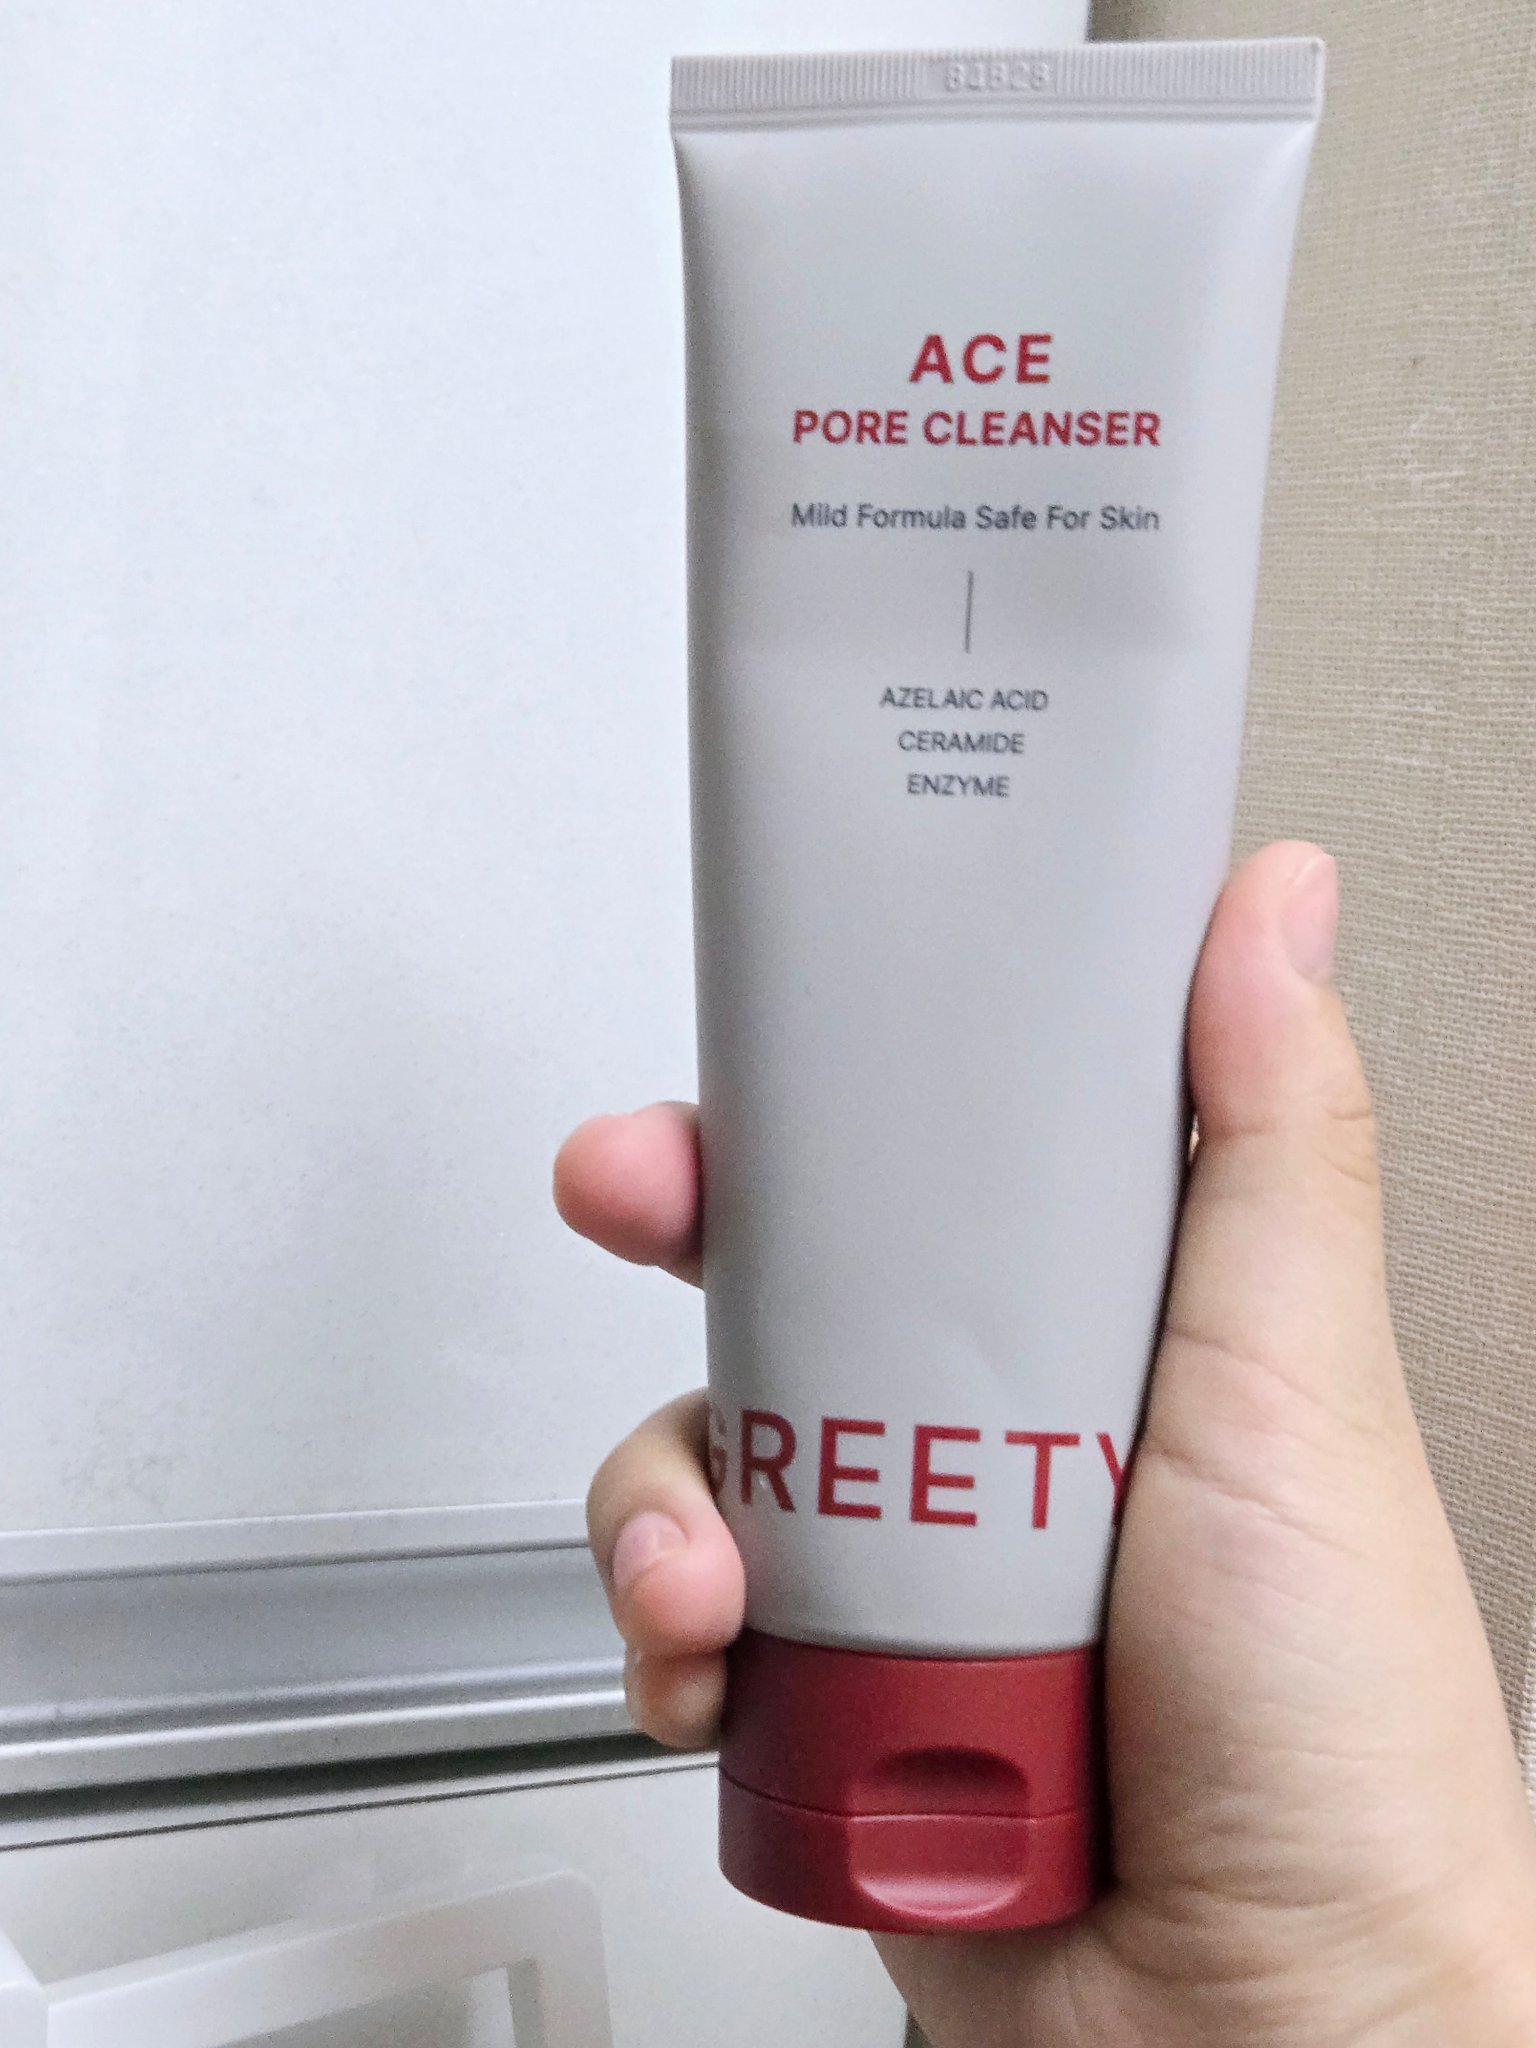 ACE
PORE CLEANSER
Mild Formula Safe For Skin
AZELAIC ACID
CERAMIDE
ENZYME
GREETY